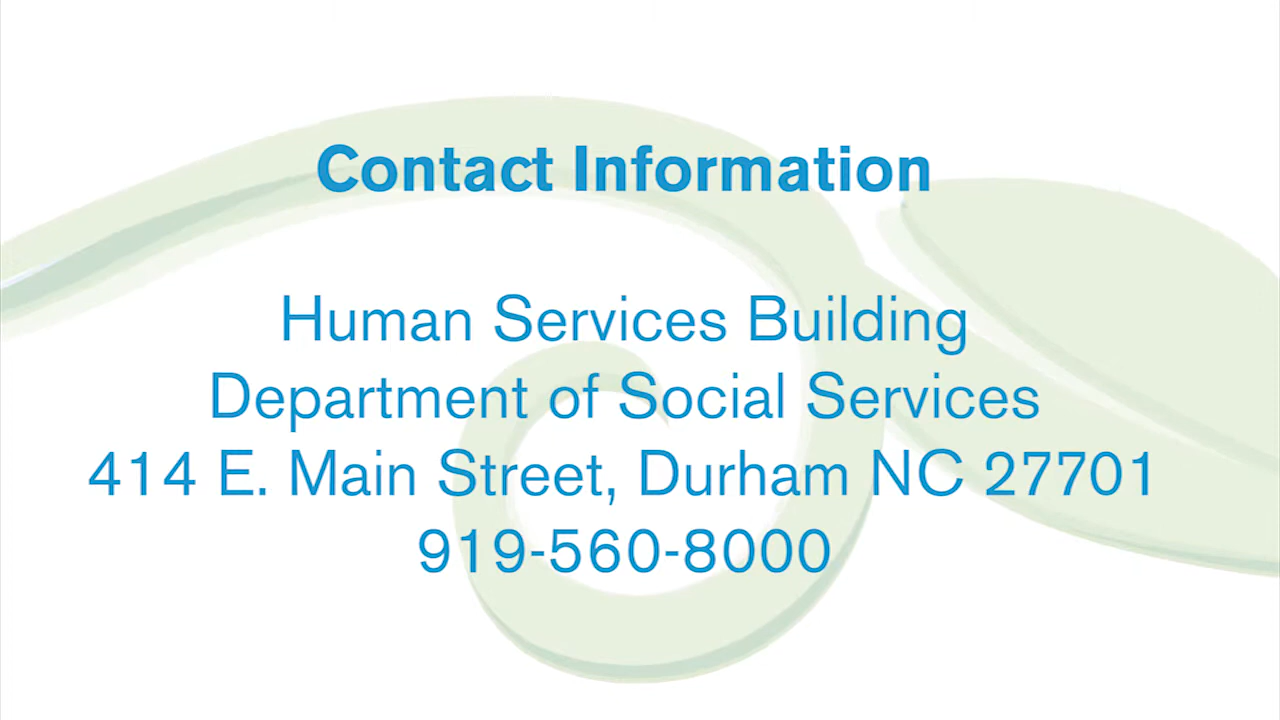 Contact Information
Human Services Building
Department of Social Services
414 E. Main Street, Durham NC 27701
919-560-8000